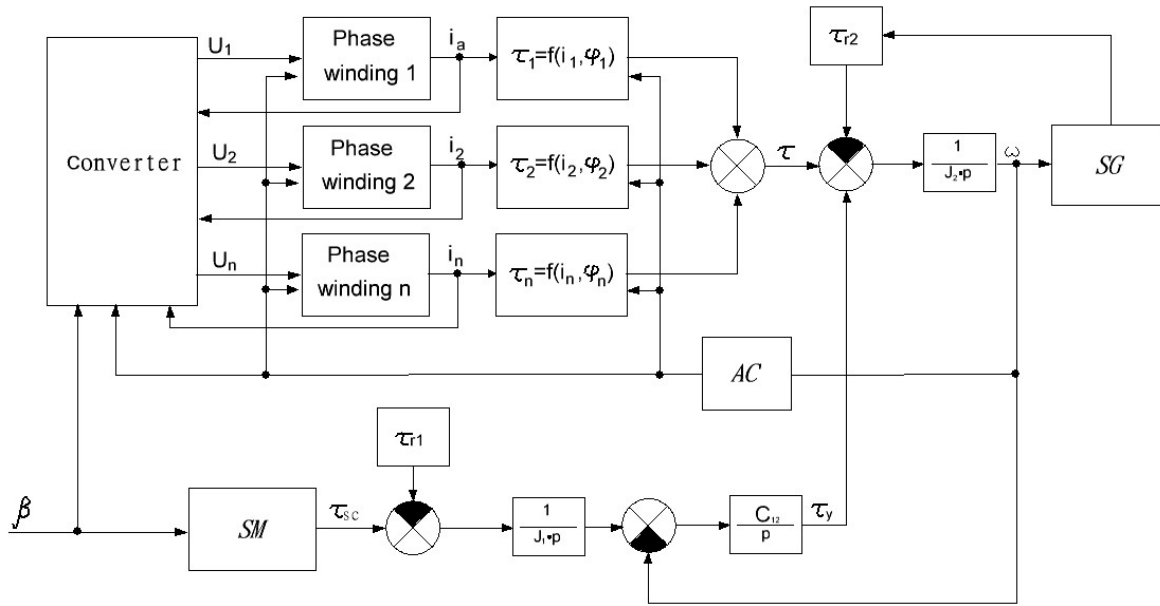 Converter
U1
Phase
winding 1
ia
τ1=f(i1,φ1)
τr2
U2
Phase
winding 2
i2
τ2=f(i2,φ2)
τ
1
J2·p
ω
SG
Un
Phase
winding n
in
τn=f(in,φn)
AC
τr1
β
SM
τsc
1
J1·p
C12
p
τy